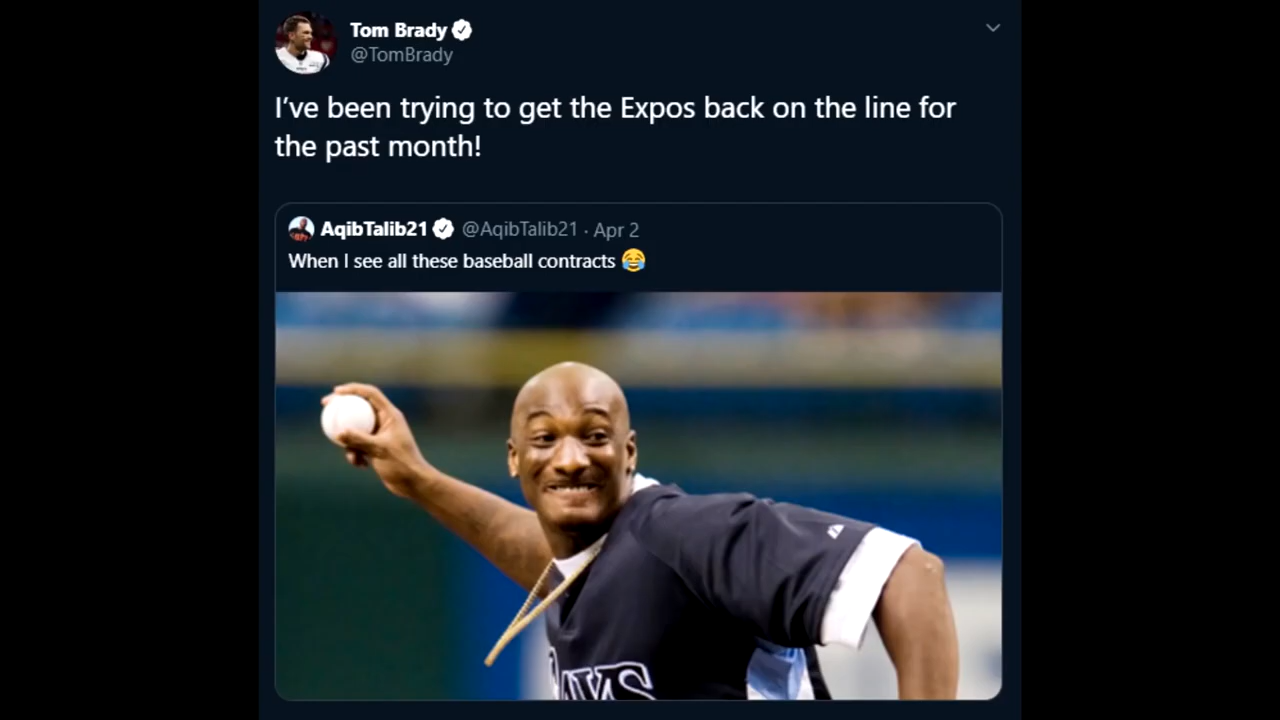 Tom Brady
@TomBrady
I've been trying to get the Expos back on the line for
the past month!
AqibTalib21 @AqibTalib21 · Apr 2
When I see all these baseball contracts 😂
AYS